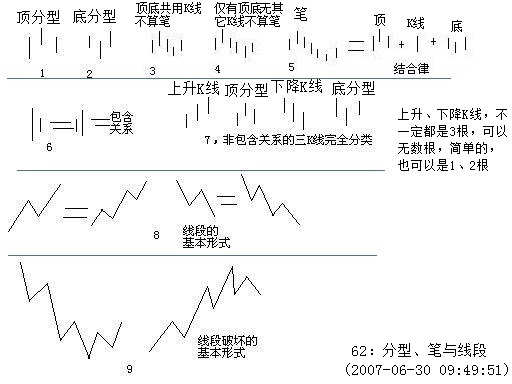 顶分型
底分型
顶底共用K线
不算笔
仅有顶底无其
它K线不算笔
笔
顶
K线
底
+
+
结合律
1
2
3
4
5
上升K线
顶分型
下降K线
底分型
包含
关系
6
7，非包含关系的三K线完全分类
上升、下降K线，不
一定都是3根，可以
无数根，简单的，
也可以是1、2根
8
线段的
基本形式
线段破坏的
基本形式
9
62：分型、笔与线段
(2007-06-30 09:49:51)